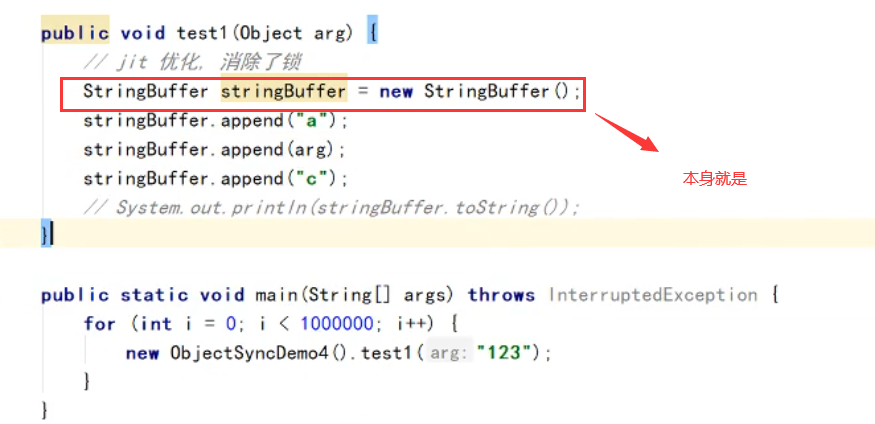 public void test1(Object arg) {
// jit 优化, 消除了锁
StringBuffer stringBuffer = new StringBuffer();
stringBuffer.append("a");
stringBuffer.append(arg);
stringBuffer.append("c");
// System.out.println(stringBuffer.toString());
}
本身就是
public static void main(String[] args) throws InterruptedException {
for (int i = 0; i < 1000000; i++) {
new ObjectSyncDemo4().test1( arg: "123");
}
}